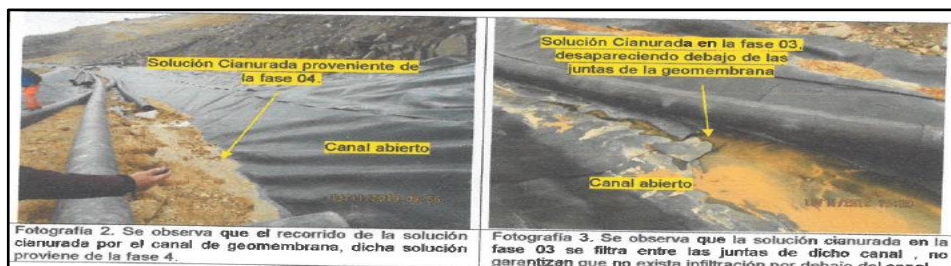 Solución Cianurada proveniente de
la fase 04.
Canal abierto
Fotografía 2. Se observa que el recorrido de la solución
cianurada por el canal de geomembrana, dicha solución
proviene de la fase 4.
Solución Cianurada en la fase 03,
desapareciendo debajo de las
juntas de la geomembrana
Canal abierto
Fotografía 3. Se observa que la solución cianurada en la
fase 03 se filtra entre las juntas de dicho canal , no
garantizan que no exista infiltración por debajo del canal